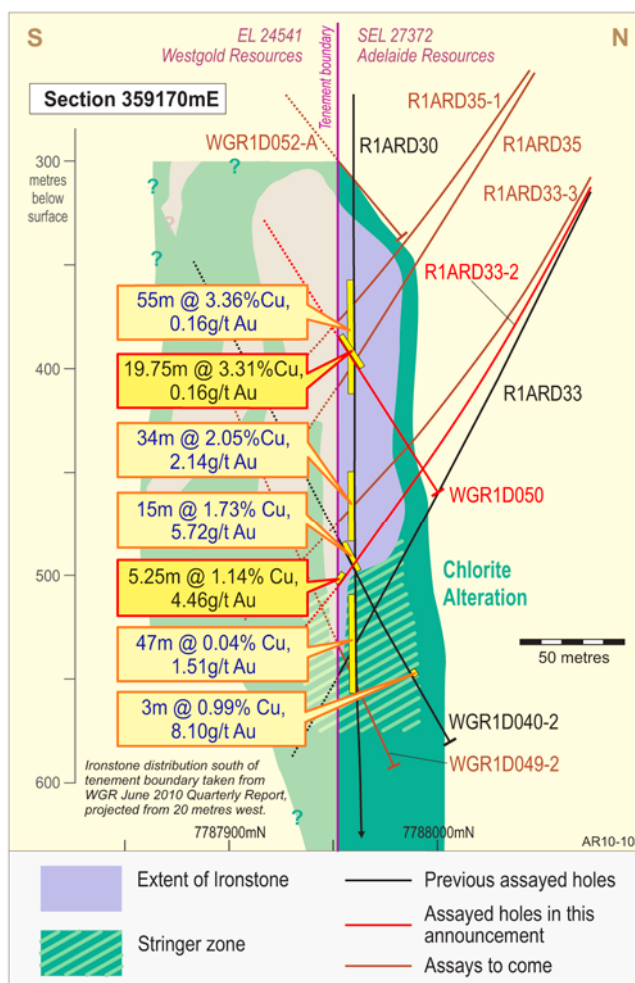 S
EL 24541
Westgold Resources
Tenement boundary
SEL 27372
Adelaide Resources
N
Section 359170mE
R1ARD35-1
WGR1D052-A
R1ARD30
R1ARD35
300
metres
below
surface
?
?
?
?
R1ARD33-3
?
R1ARD33-2
55m @ 3.36%Cu,
0.16g/t Au
19.75m @ 3.31%Cu,
0.16g/t Au
400
R1ARD33
34m @ 2.05%Cu,
2.14g/t Au
WGR1D050
15m @ 1.73% Cu,
5.72g/t Au
500
5.25m @ 1.14% Cu,
4.46g/t Au
Chlorite
Alteration
47m @ 0.04% Cu,
1.51g/t Au
50 metres
3m @ 0.99% Cu,
8.10g/t Au
WGR1D040-2
WGR1D049-2
Ironstone distribution south of
tenement boundary taken from
WGR June 2010 Quarterly Report,
projected from 20 metres west.
600
?
7787900mN
7788000mN
AR10-10
Extent of Ironstone
Stringer zone
Previous assayed holes
Assayed holes in this
announcement
Assays to come